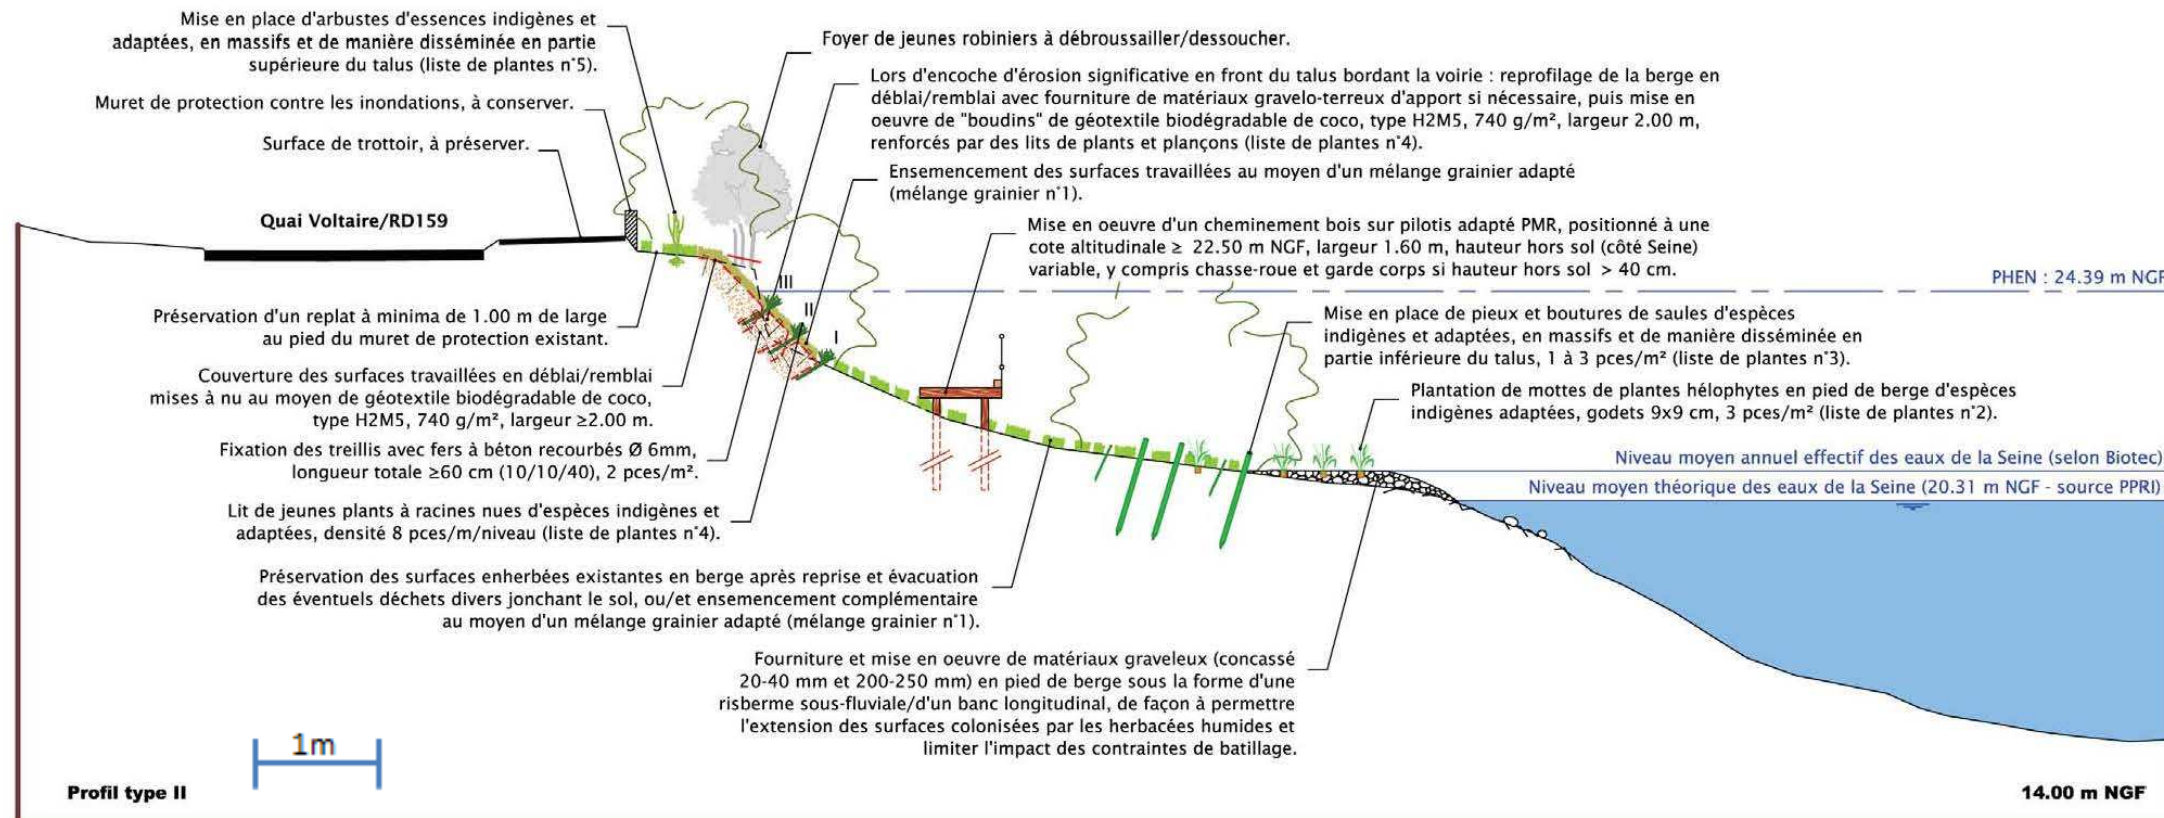 Mise en place d'arbustes d'essences indigènes et
adaptées, en massifs et de manière disséminée en partie
supérieure du talus (liste de plantes n°5).
Muret de protection contre les inondations, à conserver.
Surface de trottoir, à préserver.
Quai Voltaire/RD159
Foyer de jeunes robiniers à débroussailler/dessoucher.
Lors d'encoche d'érosion significative en front du talus bordant la voirie : reprofilage de la berge en
déblai/remblai avec fourniture de matériaux gravelo-terreux d'apport si nécessaire, puis mise en
oeuvre de "boudins" de géotextile biodégradable de coco, type H2M5, 740 g/m², largeur 2.00 m,
renforcés par des lits de plants et plançons (liste de plantes n°4).
Ensemencement des surfaces travaillées au moyen d'un mélange grainier adapté
(mélange grainier n°1).
Mise en oeuvre d'un cheminement bois sur pilotis adapté PMR, positionné à une
cote altitudinale ≥ 22.50 m NGF, largeur 1.60 m, hauteur hors sol (côté Seine)
variable, y compris chasse-roue et garde corps si hauteur hors sol > 40 cm.
PHEN : 24.39 m NGF
III
II
I
Préservation d'un replat à minima de 1.00 m de large
au pied du muret de protection existant.
Mise en place de pieux et boutures de saules d'espèces
indigènes et adaptées, en massifs et de manière disséminée en
partie inférieure du talus, 1 à 3 pces/m² (liste de plantes n°3).
Couverture des surfaces travaillées en déblai/remblai
mises à nu au moyen de géotextile biodégradable de coco,
type H2M5, 740 g/m², largeur ≥2.00 m.
Plantation de mottes de plantes hélophytes en pied de berge d'espèces
indigènes adaptées, godets 9x9 cm, 3 pces/m² (liste de plantes n°2).
Fixation des treillis avec fers à béton recourbés Ø 6mm,
longueur totale ≥60 cm (10/10/40), 2 pces/m².
Niveau moyen annuel effectif des eaux de la Seine (selon Biotec)
Niveau moyen théorique des eaux de la Seine (20.31 m NGF - source PPRI)
Lit de jeunes plants à racines nues d'espèces indigènes et
adaptées, densité 8 pces/m/niveau (liste de plantes n°4).
Préservation des surfaces enherbées existantes en berge après reprise et évacuation
des éventuels déchets divers jonchant le sol, ou/et ensemencement complémentaire
au moyen d'un mélange grainier adapté (mélange grainier n°1).
Fourniture et mise en oeuvre de matériaux graveleux (concassé
20-40 mm et 200-250 mm) en pied de berge sous la forme d'une
risberme sous-fluviale/d'un banc longitudinal, de façon à permettre
l'extension des surfaces colonisées par les herbacées humides et
limiter l'impact des contraintes de batillage.
1m
Profil type II
14.00 m NGF